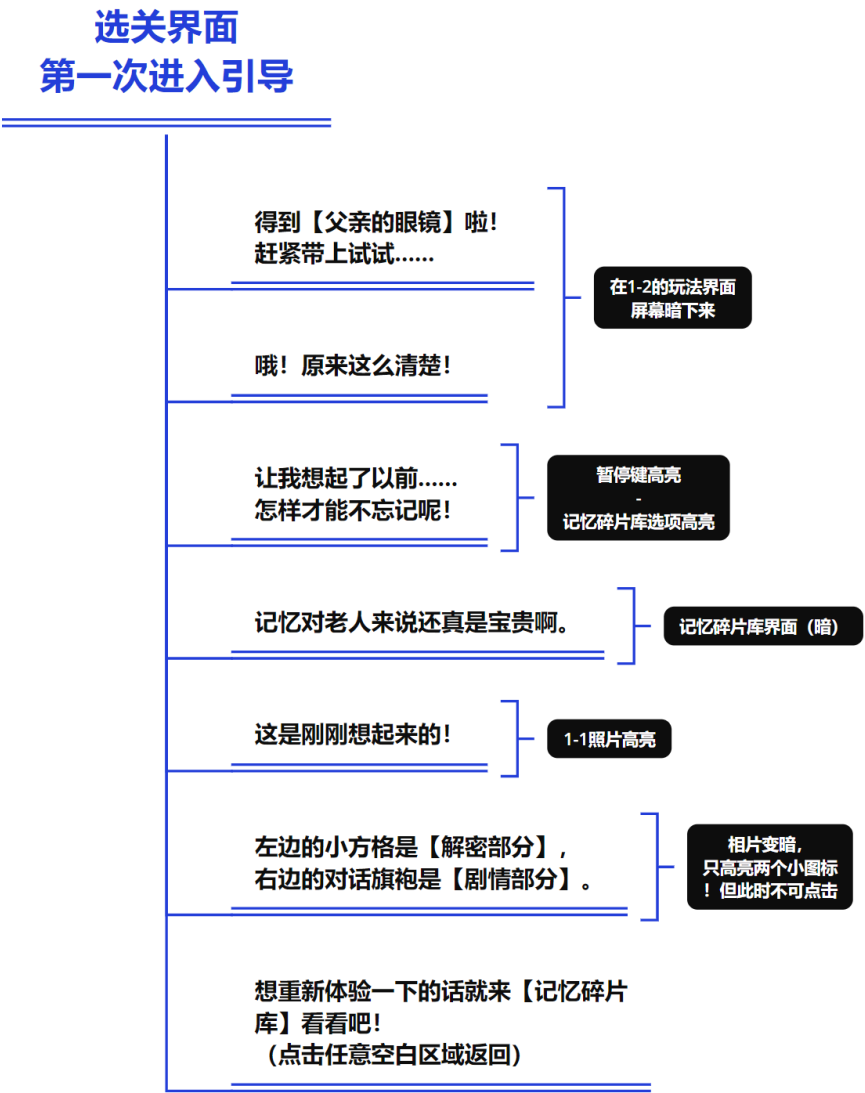 选关界面
第一次进入引导
得到【父亲的眼镜】啦！
赶紧带上试试……
在1-2的玩法界面
屏幕暗下来
哦！原来这么清楚！
让我想起了以前……
怎样才能不忘记呢！
暂停键高亮
-
记忆碎片库选项高亮
记忆对老人来说还真是宝贵啊。
记忆碎片库界面（暗）
这是刚刚想起来的！
1-1照片高亮
左边的小方格是【解密部分】，
右边的对话旗袍是【剧情部分】。
相片变暗，
只高亮两个小图标
！但此时不可点击
想重新体验一下的话就来【记忆碎片
库】看看吧！
（点击任意空白区域返回）